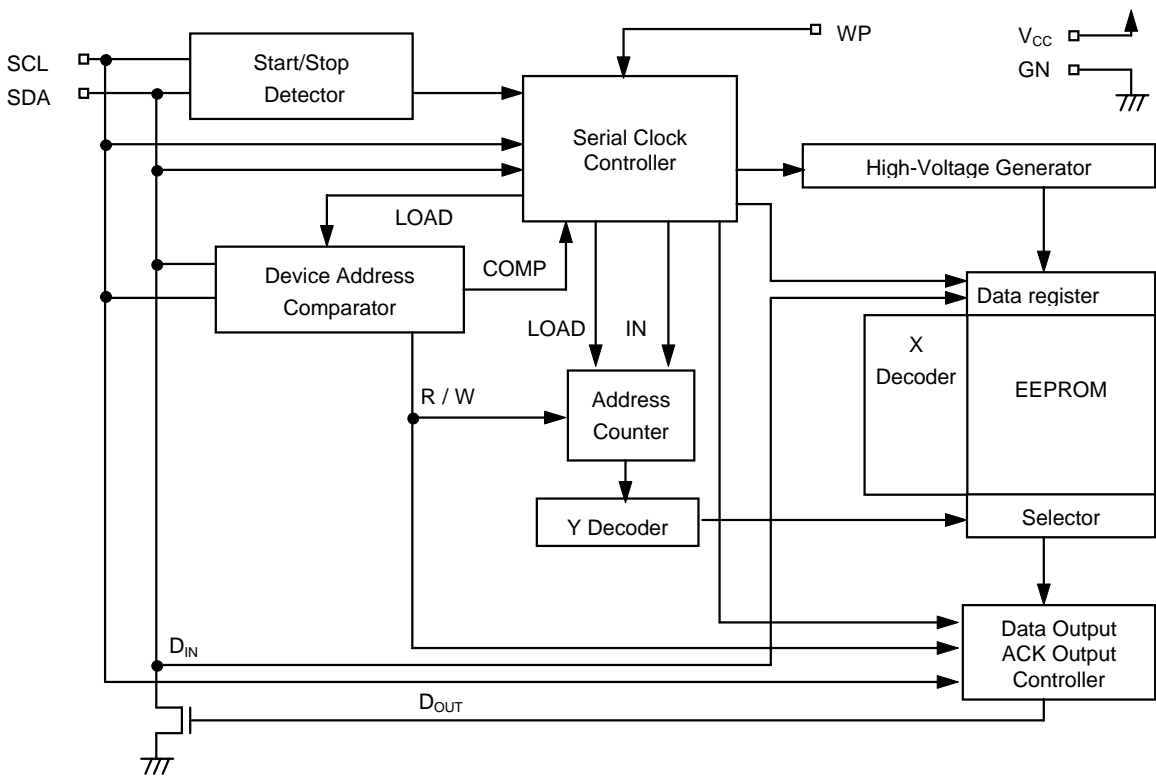 SCL
SDA
Start/Stop
Detector
WP
VCC
GN
Serial Clock
Controller
High-Voltage Generator
LOAD
Device Address
Comparator
COMP
LOAD
IN
Data register
X
Decoder
EEPROM
R / W
Address
Counter
Y Decoder
Selector
Data Output
ACK Output
Controller
DIN
DOUT